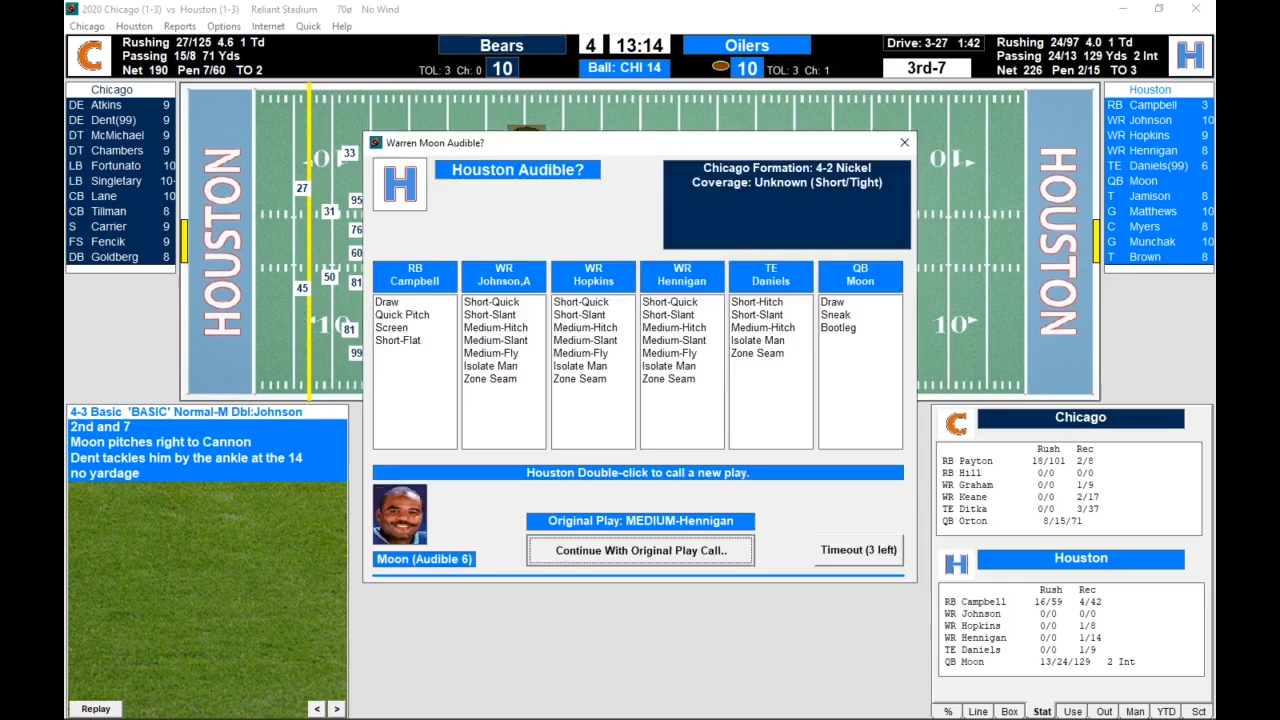 2020 Chicago (1-3) vs Houston (1-3) Reliant Stadium 70ø No Wind
Chicago Houston Reports Options Internet Quick Help
C
Rushing 27/125 4.6 1 Td
Passing 15/8 71 Yds
Net 190 Pen 7/60 TO 2
Bears 4 13:14 Oilers
TOL: 3 Ch: 0 10 Ball: CHI 14 10 TOL: 3 Ch: 1
Drive: 3-27 1:42
3rd-7
Rushing 24/97 4.0 1 Td
Passing 24/13 129 Yds 2 Int
Net 226 Pen 2/15 TO 3
H
Chicago
DE Atkins 9
DE Dent(99) 9
DT McMichael 9
DT Chambers 9
LB Fortunato 10
LB Singletary 10-
CB Lane 10
CB Tillman 8
S Carrier 9
FS Fencik 9
DB Goldberg 8
HOUSTON
10
10
33
27
31
95
76
60
50
81
45
81
99
10
10
HOUSTON
Houston
RB Campbell 3
WR Johnson 10
WR Hopkins 9
WR Hennigan 8
TE Daniels(99) 6
QB Moon
T Jamison 8
G Matthews 10
C Myers 8
G Munchak 10
T Brown 8
Warren Moon Audible?
H
Houston Audible?
Chicago Formation: 4-2 Nickel
Coverage: Unknown (Short/Tight)
RB
Campbell
Draw
Quick Pitch
Screen
Short-Flat
WR
Johnson,A
Short-Quick
Short-Slant
Medium-Hitch
Medium-Slant
Medium-Fly
Isolate Man
Zone Seam
WR
Hopkins
Short-Quick
Short-Slant
Medium-Hitch
Medium-Slant
Medium-Fly
Isolate Man
Zone Seam
WR
Hennigan
Short-Quick
Short-Slant
Medium-Hitch
Medium-Slant
Medium-Fly
Isolate Man
Zone Seam
TE
Daniels
Short-Hitch
Short-Slant
Medium-Hitch
Isolate Man
Zone Seam
QB
Moon
Draw
Sneak
Bootleg
Houston Double-click to call a new play.
Original Play: MEDIUM-Hennigan
Continue With Original Play Call..
Timeout (3 left)
Moon (Audible 6)
4-3 Basic 'BASIC' Normal-M Dbl:Johnson
2nd and 7
Moon pitches right to Cannon
Dent tackles him by the ankle at the 14
no yardage
Replay < >
C
Chicago
Rush Rec
RB Payton 18/101 2/8
RB Hill 0/0 0/0
WR Graham 0/0 1/9
WR Keane 0/0 2/17
TE Ditka 0/0 3/37
QB Orton 8/15/71
H
Houston
Rush Rec
RB Campbell 16/59 4/42
WR Johnson 0/0 0/0
WR Hopkins 0/0 1/8
WR Hennigan 0/0 1/14
TE Daniels 0/0 1/9
QB Moon 13/24/129 2 Int
% Line Box Stat Use Out Man YTD Sct